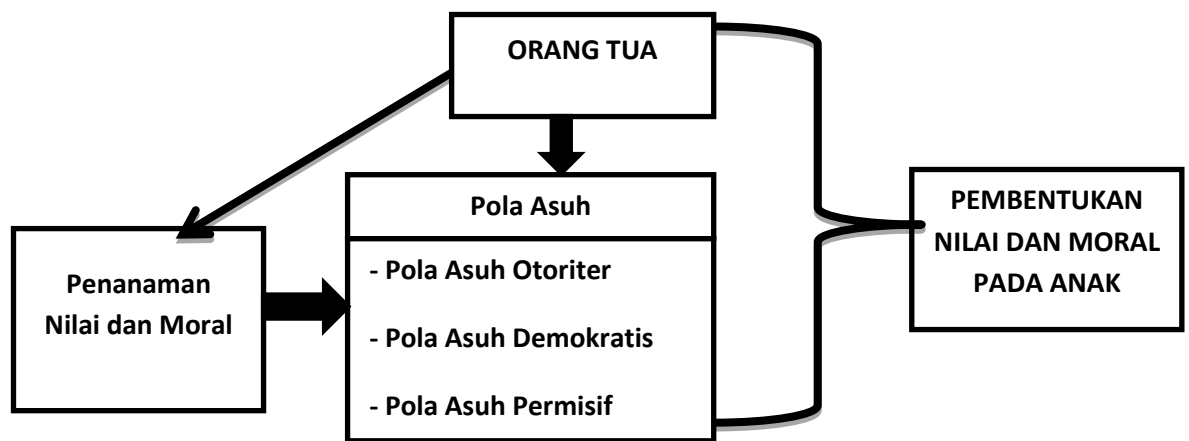 ORANG TUA
Pola Asuh
- Pola Asuh Otoriter
- Pola Asuh Demokratis
- Pola Asuh Permisif
Penanaman
Nilai dan Moral
PEMBENTUKAN
NILAI DAN MORAL
PADA ANAK